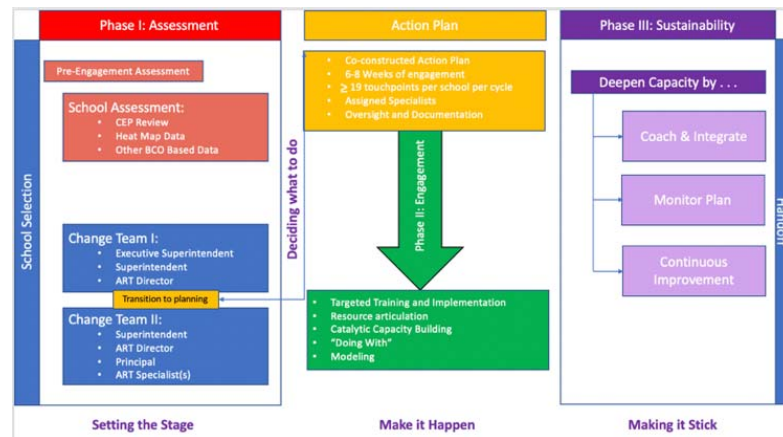 Phase I: Assessment
Action Plan
Phase III: Sustainability
School Selection
Pre-Engagement Assessment
School Assessment:
• CEP Review
• Heat Map Data
• Other BCO Based Data
Change Team I:
• Executive Superintendent
• Superintendent
• ART Director
Transition to planning
Change Team II:
• Superintendent
• ART Director
• Principal
• ART Specialist(s)
Setting the Stage
Deciding what to do
• Co-constructed Action Plan
• 6-8 Weeks of engagement
• ≥ 19 touchpoints per school per cycle
• Assigned Specialists
• Oversight and Documentation
Phase II: Engagement
• Targeted Training and Implementation
• Resource articulation
• Catalytic Capacity Building
• "Doing With"
• Modeling
Make it Happen
Deepen Capacity by . . .
Coach & Integrate
Monitor Plan
Continuous
Improvement
Making it Stick